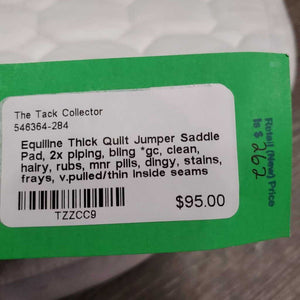 The Tack Collector
546364-284
Equiline Thick Quilt Jumper Saddle
Pad, 2x piping, bling *gc, clean,
hairy, rubs, mnr pills, dingy, stains,
frays, v.pulled/thin inside seams
TZZCC9
$95.00
Retail (New) Price
is $ 262